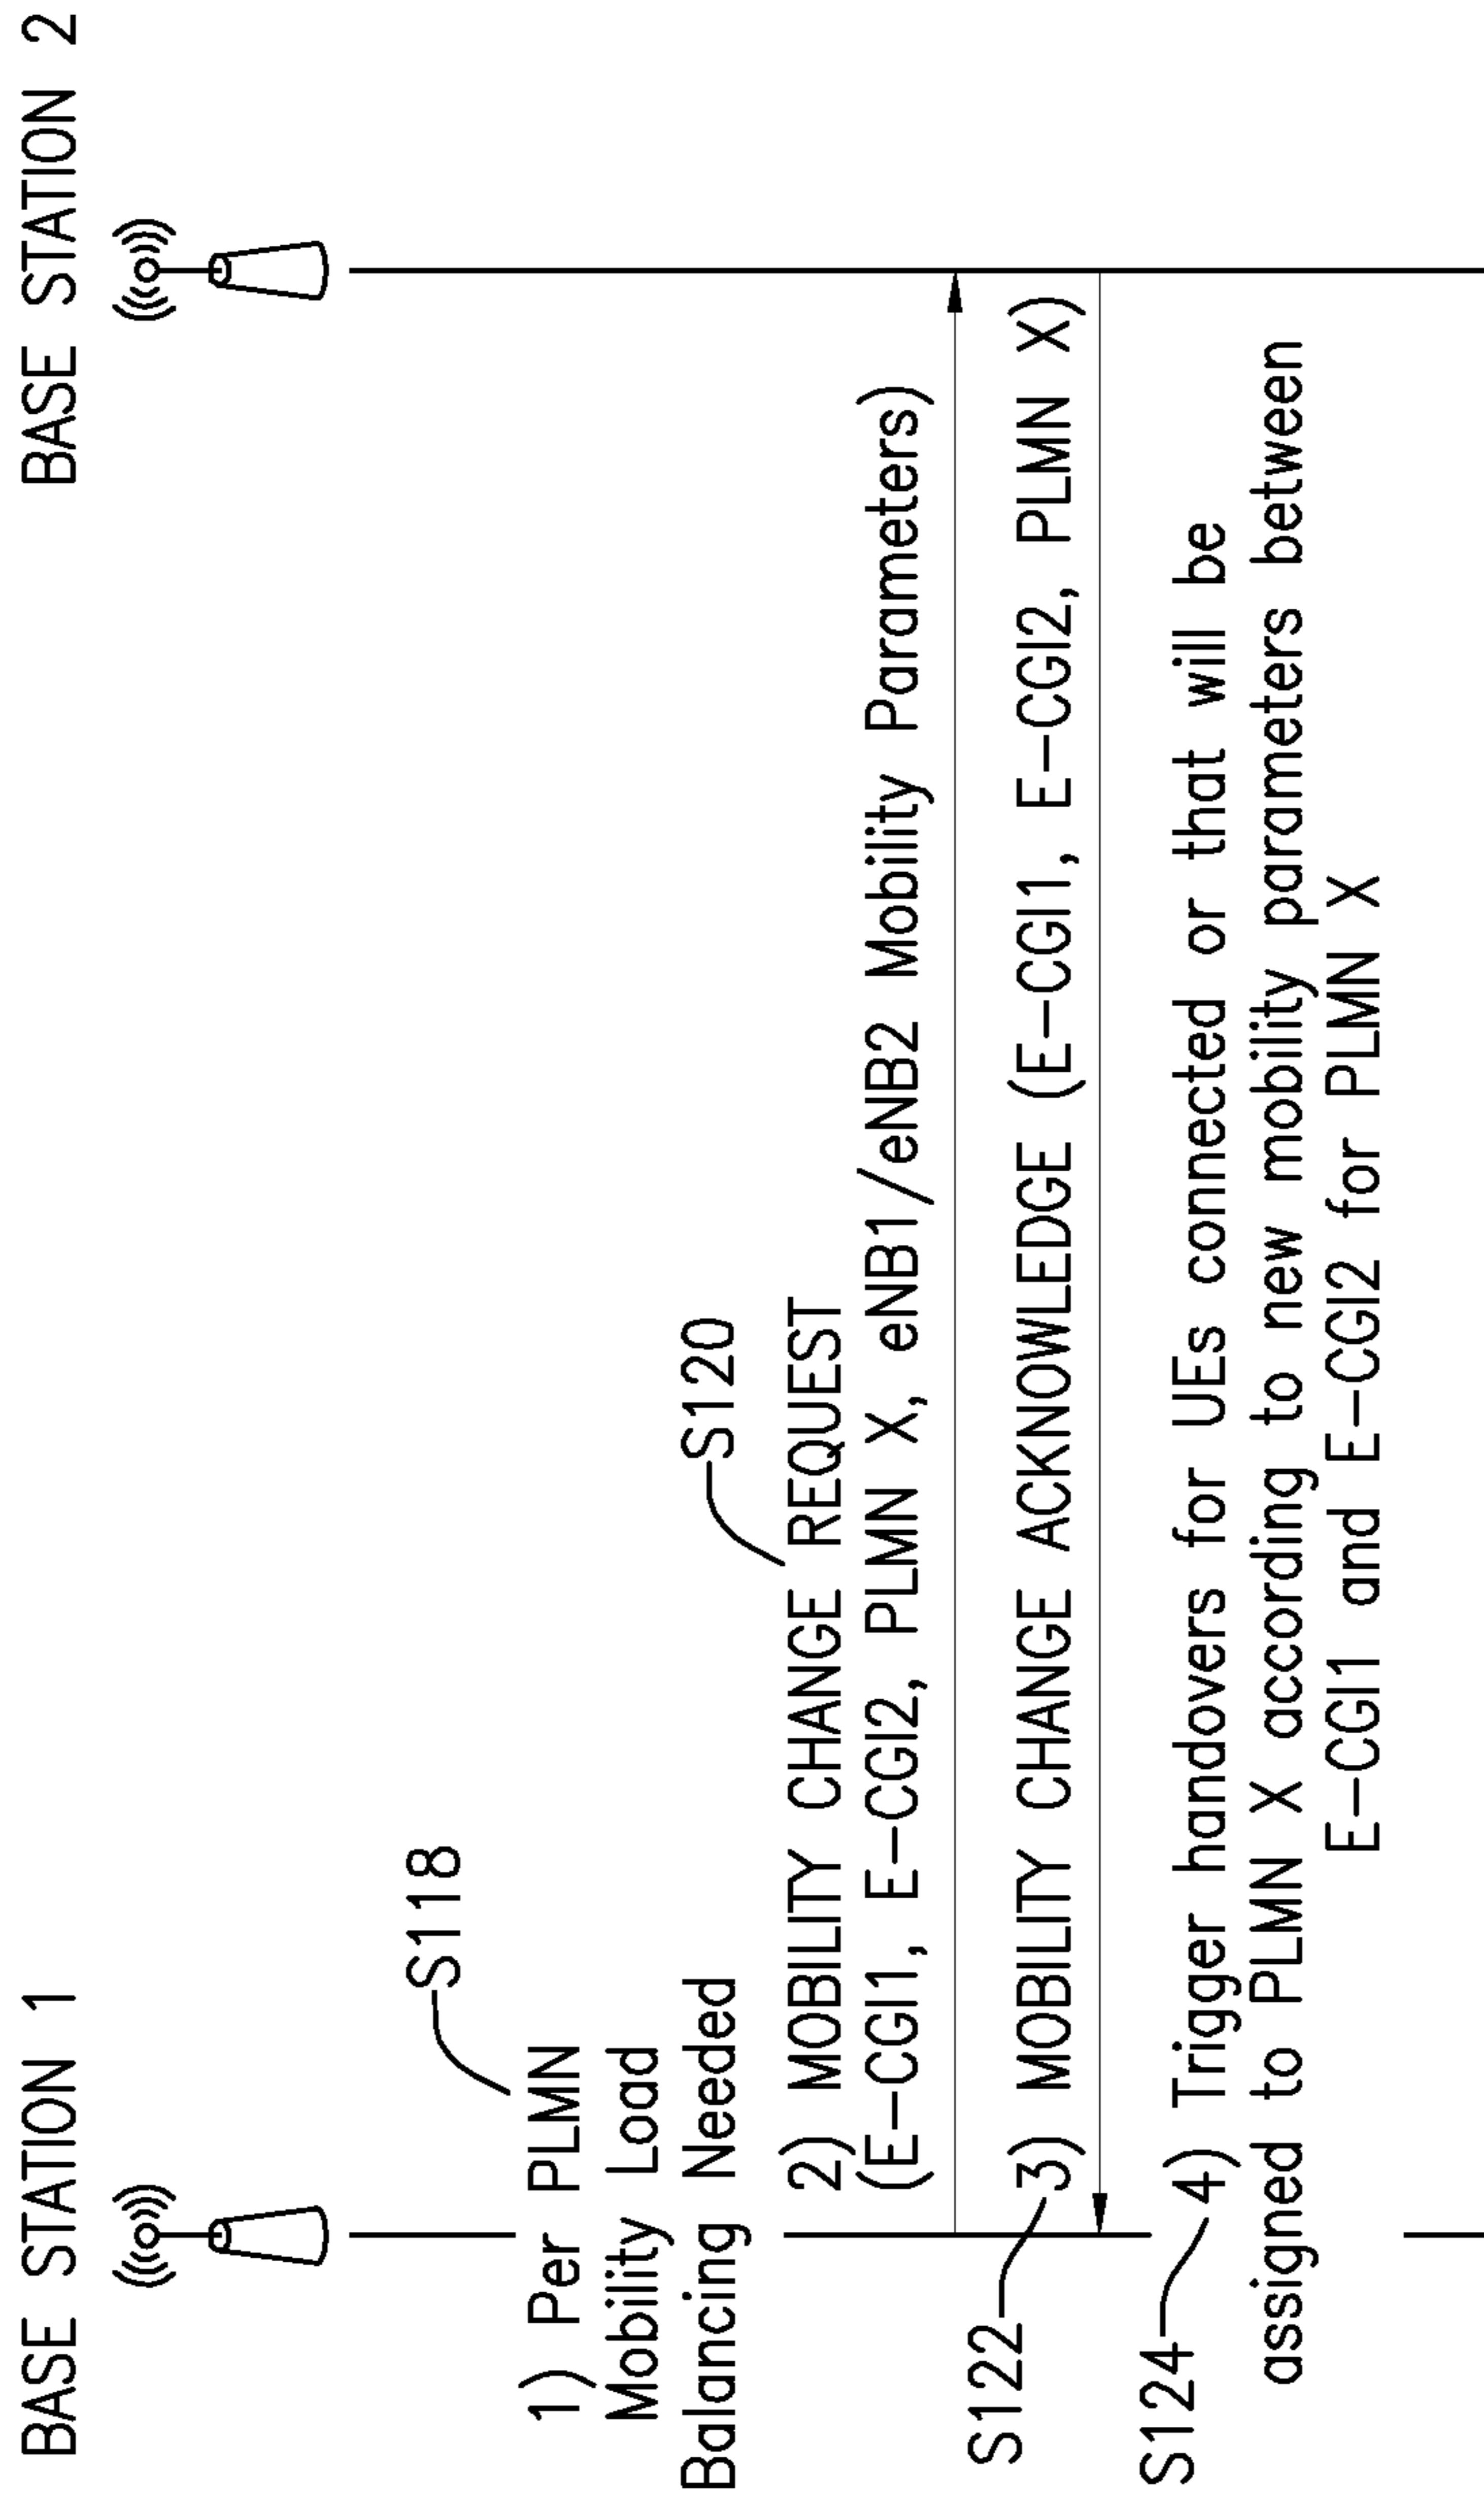 BASE STATION 1
BASE STATION 2
S118
1) Per PLMN
Mobility Load
Balancing Needed
S120
2) MOBILITY CHANGE REQUEST
(E-CGI1, E-CGI2, PLMN X, eNB1/eNB2 Mobility Parameters)
S122
3) MOBILITY CHANGE ACKNOWLEDGE (E-CGI1, E-CGI2, PLMN X)
S124
4) Trigger handovers for UEs connected or that will be
assigned to PLMN X according to new mobility parameters between
E-CGI1 and E-CGI2 for PLMN X